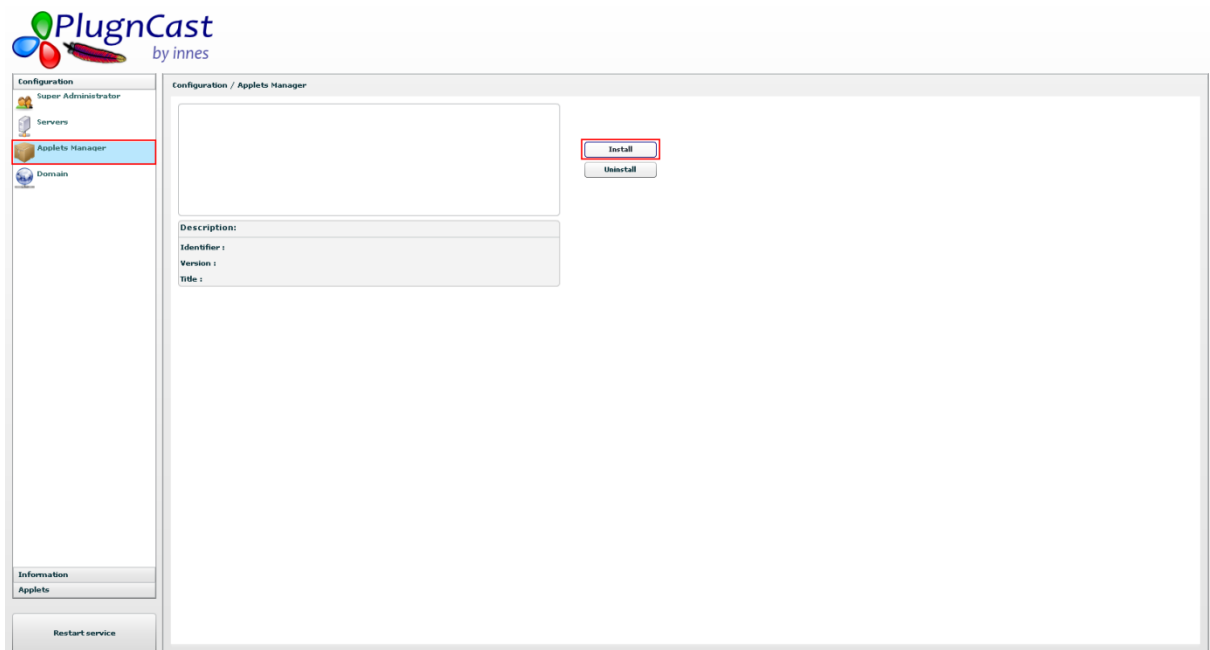 PlugnCast
by innes
Configuration
Super Administrator
Servers
Applets Manager
Domain
Information
Applets
Restart service
Configuration / Applets Manager
Install
Uninstall
Description:
Identifier :
Version :
Title :